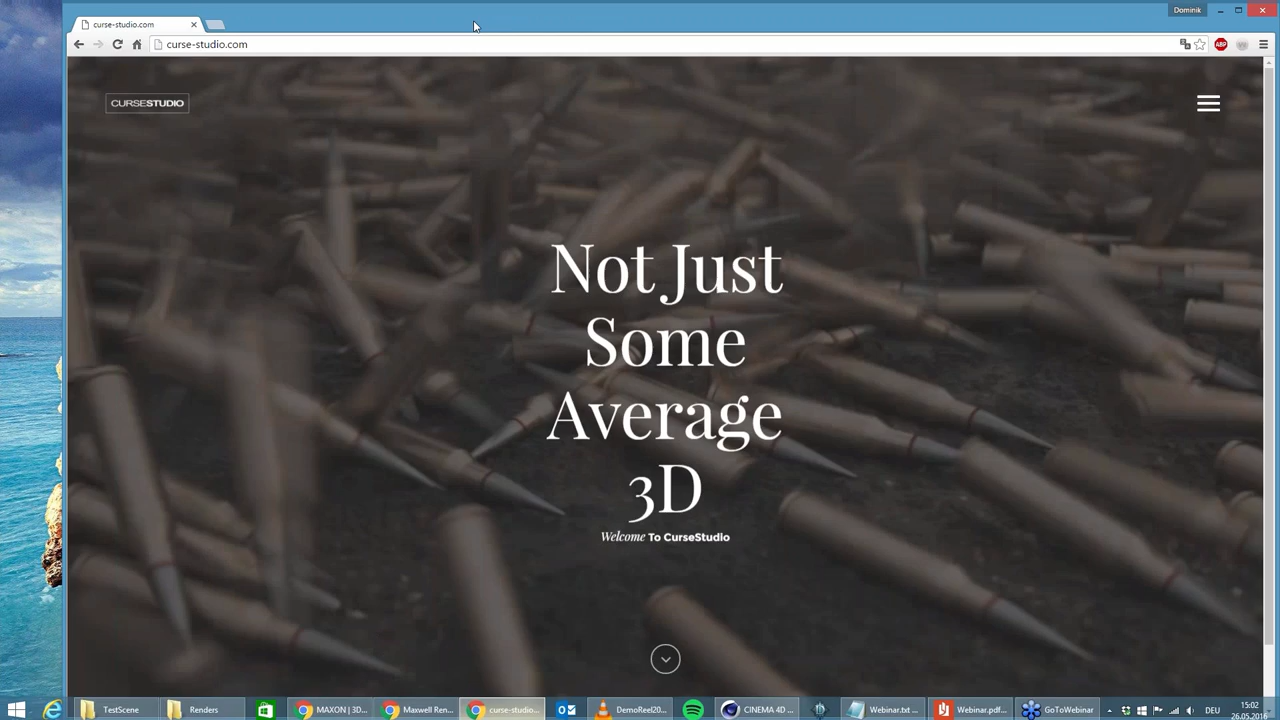 Dominik
curse-studio.com
curse-studio.com
ABP
CURSESTUDIO
Not Just
Some
Average
3D
Welcome To CurseStudio
TestScene
Renders
MAXON | 3D...
Maxwell Ren...
curse-studio...
DemoReel20...
CINEMA 4D ...
Webinar.txt ...
Webinar.pdf...
GoToWebinar
DEU
15:02
26.05.2016